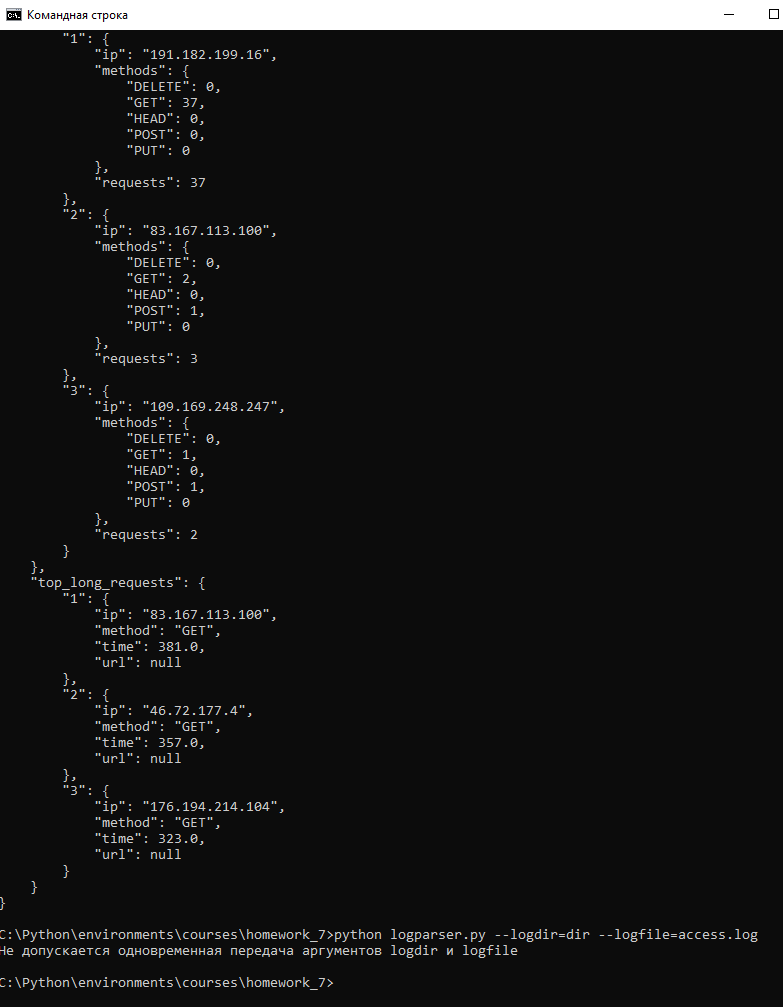 Командная строка
        "1": {
            "ip": "191.182.199.16",
            "methods": {
                "DELETE": 0,
                "GET": 37,
                "HEAD": 0,
                "POST": 0,
                "PUT": 0
            },
            "requests": 37
        },
        "2": {
            "ip": "83.167.113.100",
            "methods": {
                "DELETE": 0,
                "GET": 2,
                "HEAD": 0,
                "POST": 1,
                "PUT": 0
            },
            "requests": 3
        },
        "3": {
            "ip": "109.169.248.247",
            "methods": {
                "DELETE": 0,
                "GET": 1,
                "HEAD": 0,
                "POST": 1,
                "PUT": 0
            },
            "requests": 2
        }
    },
    "top_long_requests": {
        "1": {
            "ip": "83.167.113.100",
            "method": "GET",
            "time": 381.0,
            "url": null
        },
        "2": {
            "ip": "46.72.177.4",
            "method": "GET",
            "time": 357.0,
            "url": null
        },
        "3": {
            "ip": "176.194.214.104",
            "method": "GET",
            "time": 323.0,
            "url": null
        }
    }
}
C:\Python\environments\courses\homework_7>python logparser.py --logdir=dir --logfile=access.log
Не допускается одновременная передача аргументов logdir и logfile
C:\Python\environments\courses\homework_7>